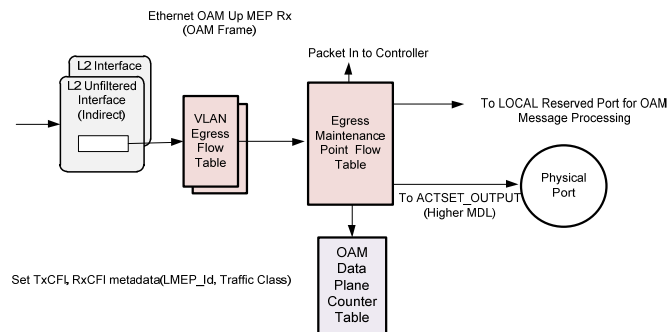 Ethernet OAM Up MEP Rx
(OAM Frame)
Packet In to Controller
L2 Interface
L2 Unfiltered
Interface
(Indirect)
VLAN
Egress
Flow
Table
Egress
Maintenance
Point Flow
Table
To LOCAL Reserved Port for OAM
Message Processing
Physical
Port
To ACTSET_OUTPUT
(Higher MDL)
OAM
Data
Plane
Counter
Table
Set TxCFI, RxCFI metadata(LMEP_Id, Traffic Class)